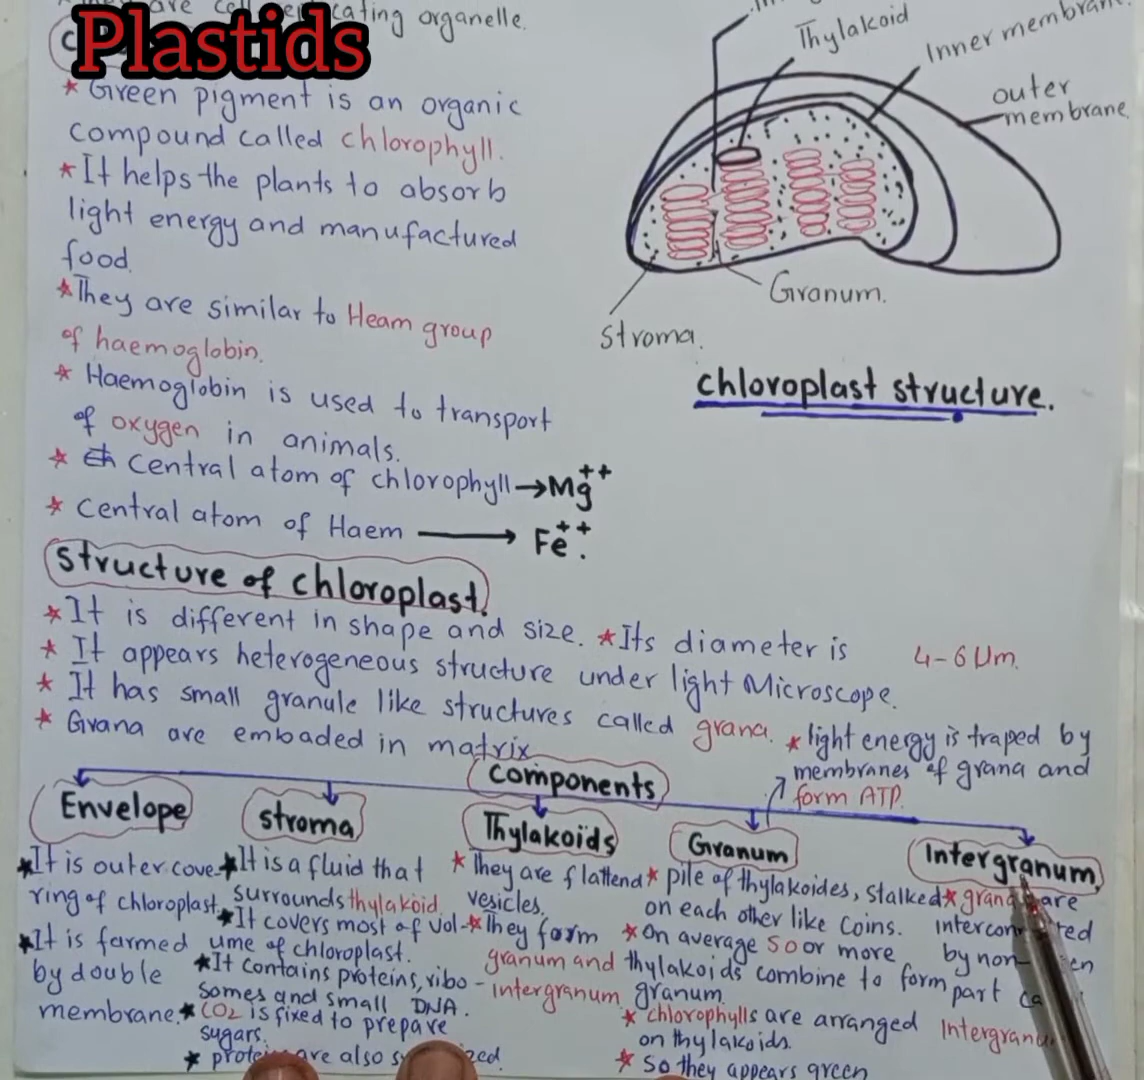 organelle.
Plastids
* Green pigment is an organic
compound called chlorophyll.
* It helps the plants to absorb
light energy and manufactured
food.
* They are similar to Heam group
of haemoglobin.
* Haemoglobin is used to transport
of oxygen in animals.
* central atom of chlorophyll → Mg++
* central atom of Haem → Fe++.
Thylakoid
Inner membran
outer
membrane.
Granum.
Stroma.
chloroplast structure.
structure of chloroplast.
* It is different in shape and size. * Its diameter is 4-6 Um.
* It appears heterogeneous structure under light Microscope.
* It has small granule like structures called grana.
* Grana are embaded in matrix
* light energy is traped by
membranes of grana and
form ATP.
components
Envelope
* It is outer cove-
ring of chloroplast
* It is farmed
by double
membrane.
stroma
* It is a fluid that
surrounds thylakoid
* It covers most of vol-
ume of chloroplast.
* It contains proteins, ribo-
somes and small DNA.
* CO2 is fixed to prepare
sugars.
* are also
Thylakoids
* They are flattend
vesicles.
* They form
granum and
intergranum
Granum
* pile of thylakoides, stalked
on each other like coins.
* On average 50 or more
thylakoids combine to form
granum.
* chlorophylls are arranged
on thylakoids.
* So they appears green
Intergranum,
* are
by non
part